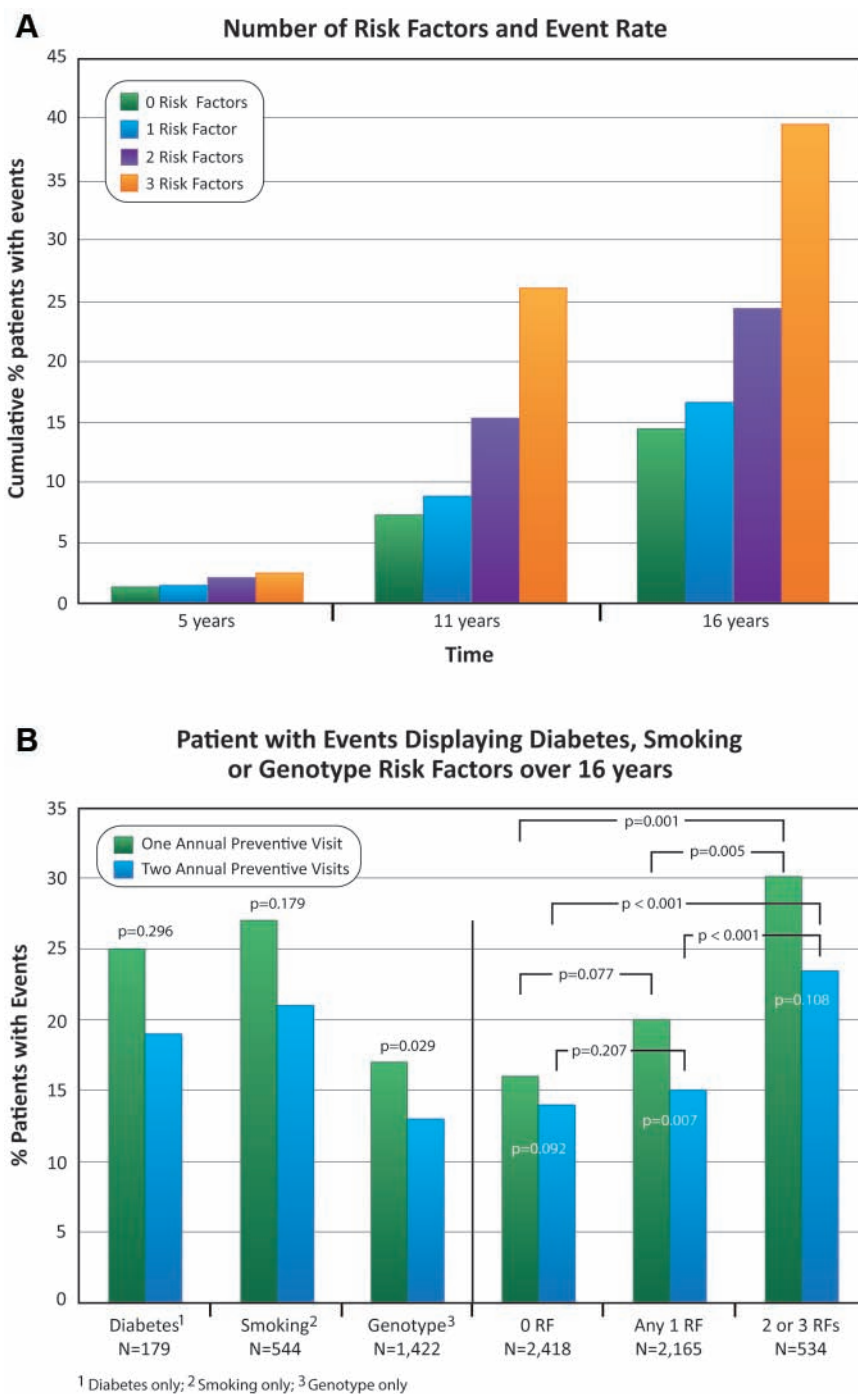 A
Number of Risk Factors and Event Rate
45
40
35
30
25
20
15
10
5
0
Cumulative % patients with events
0 Risk Factors
1 Risk Factor
2 Risk Factors
3 Risk Factors
5 years
11 years
16 years
Time
B
Patient with Events Displaying Diabetes, Smoking
or Genotype Risk Factors over 16 years
35
30
25
20
15
10
5
0
% Patients with Events
One Annual Preventive Visit
Two Annual Preventive Visits
p=0.001
p=0.005
p=0.179
p < 0.001
p=0.296
p < 0.001
p=0.077
p=0.108
p=0.029
p=0.207
p=0.007
p=0.092
Diabetes¹ Smoking² Genotype³ 0 RF Any 1 RF 2 or 3 RFs
N=179 N=544 N=1,422 N=2,418 N=2,165 N=534
¹ Diabetes only; ² Smoking only; ³ Genotype only